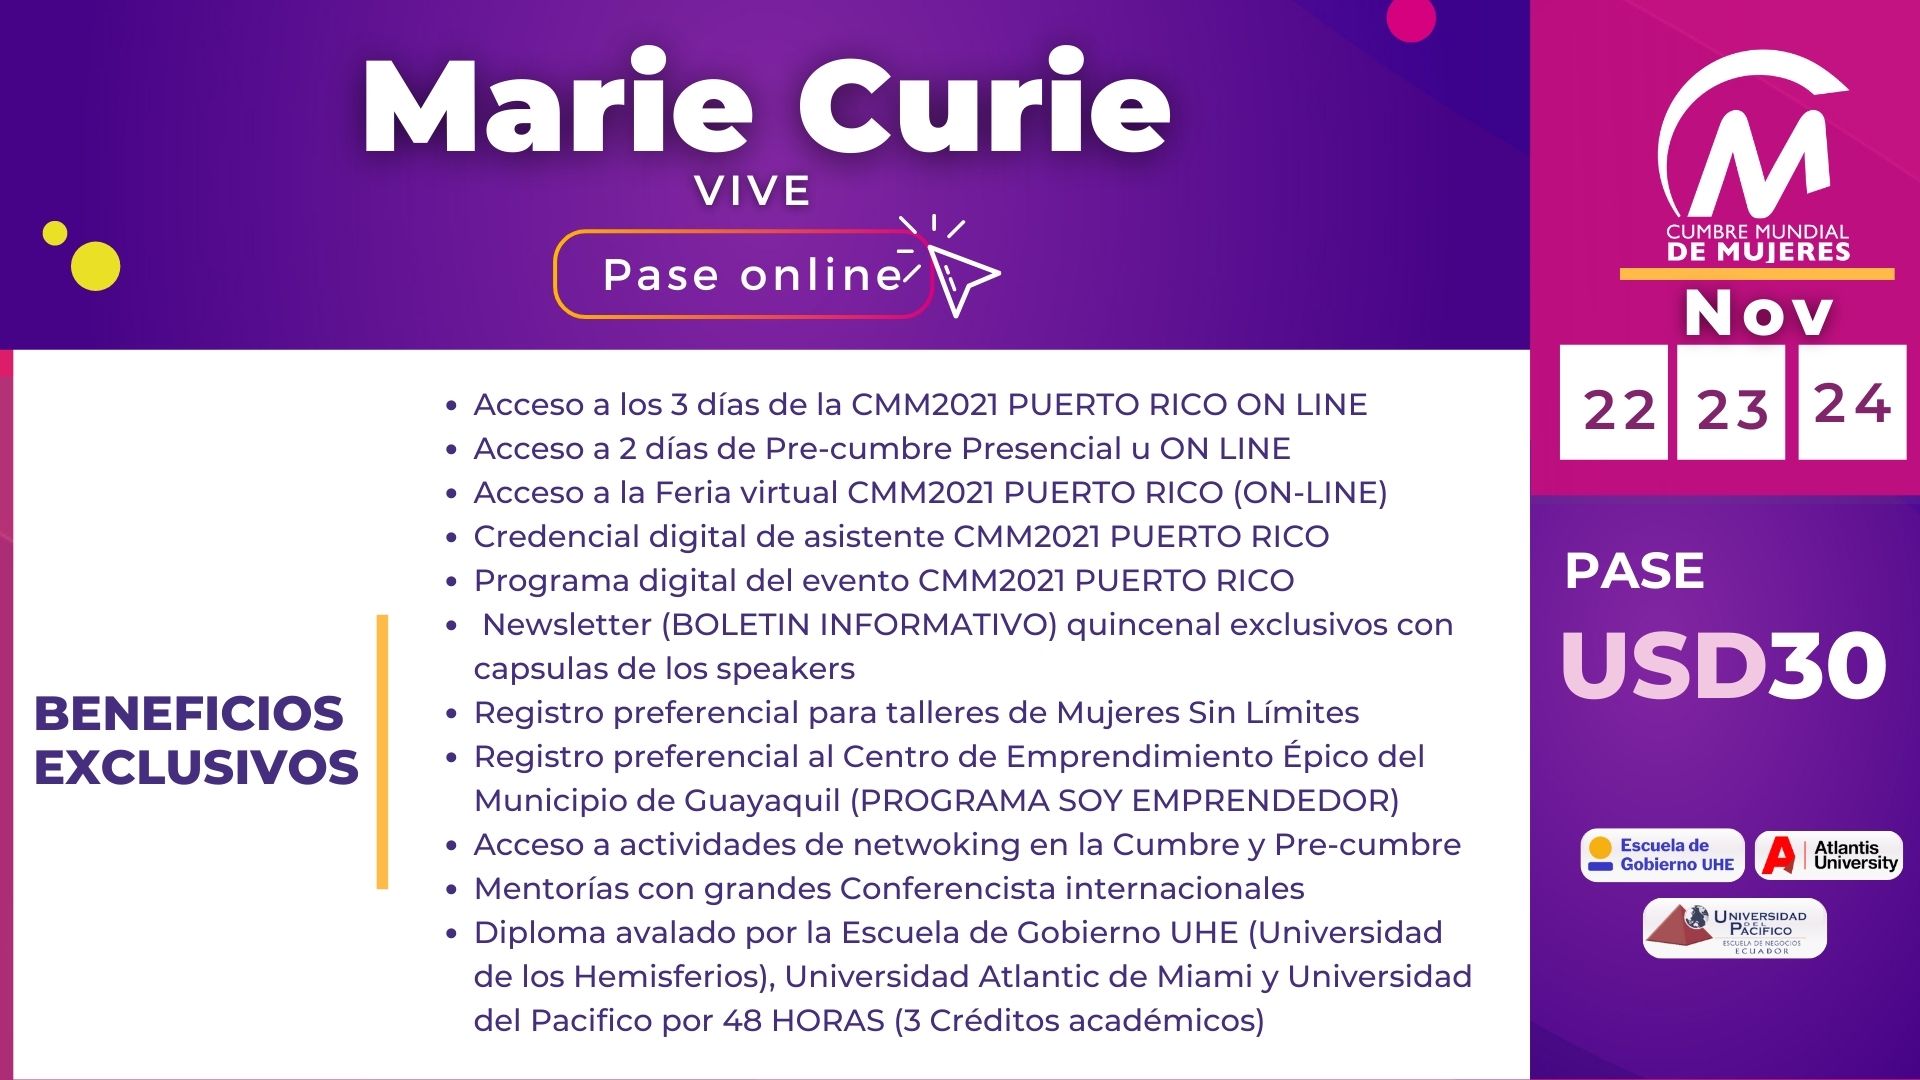 Marie Curie
VIVE
Pase online
BENEFICIOS
EXCLUSIVOS
• Acceso a los 3 días de la CMM2021 PUERTO RICO ON LINE
• Acceso a 2 días de Pre-cumbre Presencial u ON LINE
• Acceso a la Feria virtual CMM2021 PUERTO RICO (ON-LINE)
• Credencial digital de asistente CMM2021 PUERTO RICO
• Programa digital del evento CMM2021 PUERTO RICO
• Newsletter (BOLETIN INFORMATIVO) quincenal exclusivos con
capsulas de los speakers
• Registro preferencial para talleres de Mujeres Sin Límites
• Registro preferencial al Centro de Emprendimiento Épico del
Municipio de Guayaquil (PROGRAMA SOY EMPRENDEDOR)
• Acceso a actividades de netwoking en la Cumbre y Pre-cumbre
• Mentorías con grandes Conferencista internacionales
• Diploma avalado por la Escuela de Gobierno UHE (Universidad
de los Hemisferios), Universidad Atlantic de Miami y Universidad
del Pacifico por 48 HORAS (3 Créditos académicos)
M
CUMBRE MUNDIAL
DE MUJERES
Nov
22 23 24
PASE
USD30
Escuela de
Gobierno UHE
A Atlantis
University
UNIVERSIDAD
DEL
PACÍFICO
ESCUELA DE NEGOCIOS
ECUADOR